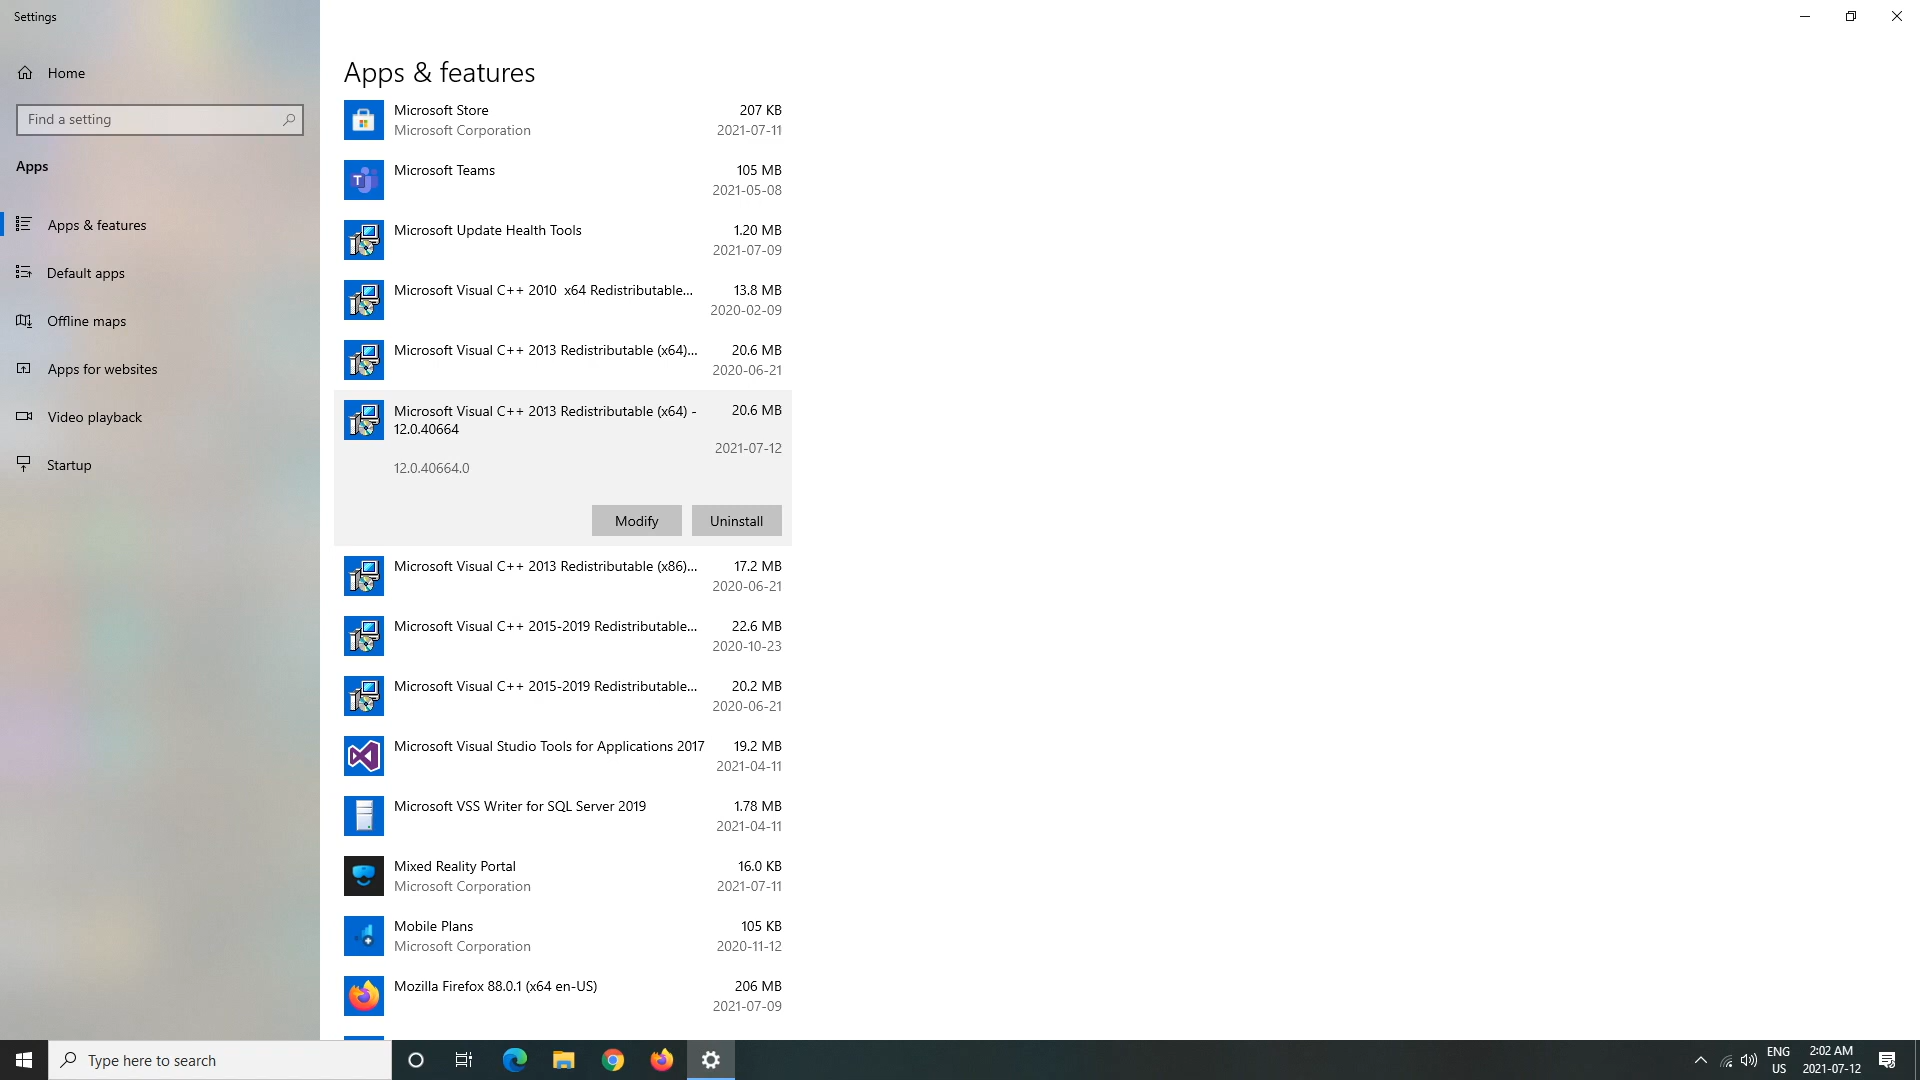 Settings
Home
Find a setting
Apps
Apps & features
Default apps
Offline maps
Apps for websites
Video playback
Startup
Apps & features
Microsoft Store 207 KB
Microsoft Corporation 2021-07-11
Microsoft Teams 105 MB
2021-05-08
Microsoft Update Health Tools 1.20 MB
2021-07-09
Microsoft Visual C++ 2010  x64 Redistributable... 13.8 MB
2020-02-09
Microsoft Visual C++ 2013 Redistributable (x64)... 20.6 MB
2020-06-21
Microsoft Visual C++ 2013 Redistributable (x64) - 20.6 MB
12.0.40664
2021-07-12
12.0.40664.0
Modify Uninstall
Microsoft Visual C++ 2013 Redistributable (x86)... 17.2 MB
2020-06-21
Microsoft Visual C++ 2015-2019 Redistributable... 22.6 MB
2020-10-23
Microsoft Visual C++ 2015-2019 Redistributable... 20.2 MB
2020-06-21
Microsoft Visual Studio Tools for Applications 2017 19.2 MB
2021-04-11
Microsoft VSS Writer for SQL Server 2019 1.78 MB
2021-04-11
Mixed Reality Portal 16.0 KB
Microsoft Corporation 2021-07-11
Mobile Plans 105 KB
Microsoft Corporation 2020-11-12
Mozilla Firefox 88.0.1 (x64 en-US) 206 MB
2021-07-09
Type here to search
ENG 2:02 AM
US 2021-07-12